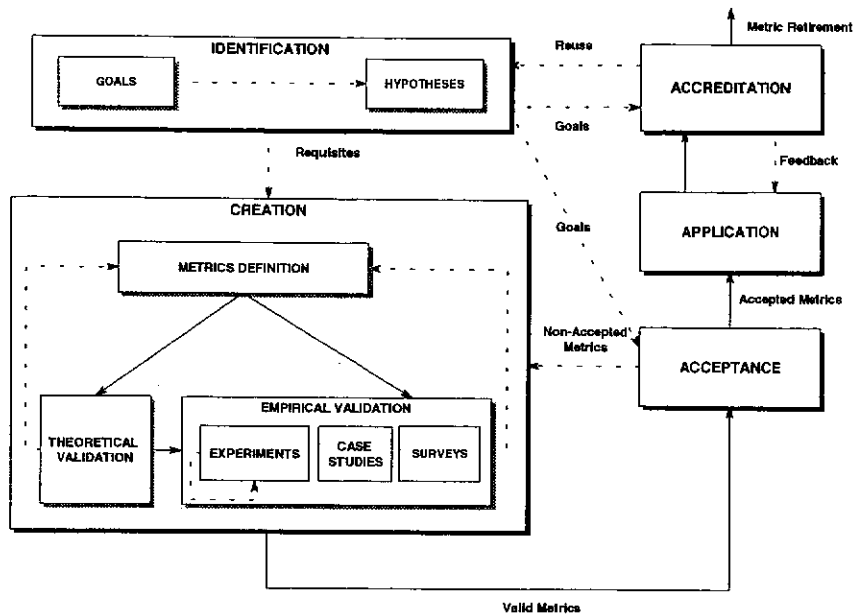 IDENTIFICATION
GOALS
HYPOTHESES
Requisites
Reuse
Goals
Goals
Metric Retirement
ACCREDITATION
Feedback
APPLICATION
Accepted Metrics
Non-Accepted
Metrics
ACCEPTANCE
CREATION
METRICS DEFINITION
THEORETICAL
VALIDATION
EMPIRICAL VALIDATION
EXPERIMENTS
CASE
STUDIES
SURVEYS
Valid Metrics